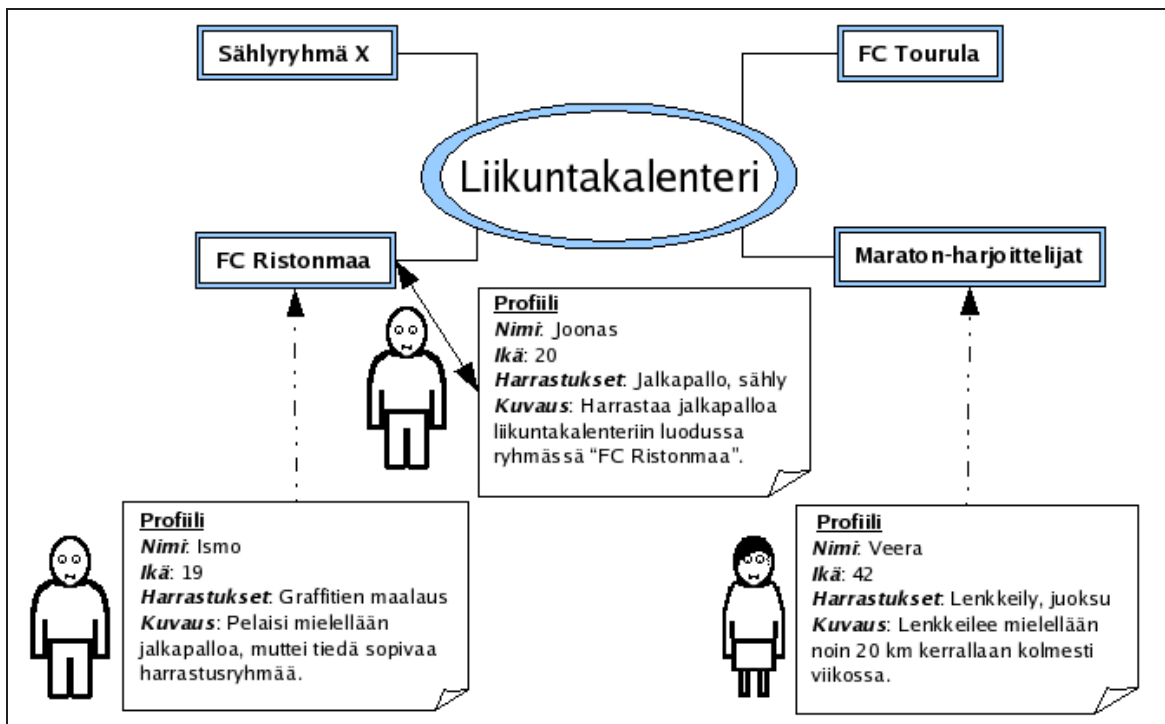 Sählyryhmä X
FC Tourula
Liikuntakalenteri
FC Ristonmaa
Maraton-harjoittelijat
Profiili
Nimi: Joonas
Ikä: 20
Harrastukset: Jalkapallo, sähly
Kuvaus: Harrastaa jalkapalloa
liikuntakalenteriin luodussa
ryhmässä “FC Ristonmaa”.
Profiili
Nimi: Ismo
Ikä: 19
Harrastukset: Graffitien maalaus
Kuvaus: Pelaisi mielellään
jalkapalloa, muttei tiedä sopivaa
harrastusryhmää.
Profiili
Nimi: Veera
Ikä: 42
Harrastukset: Lenkkeily, juoksu
Kuvaus: Lenkkeilee mielellään
noin 20 km kerrallaan kolmesti
viikossa.